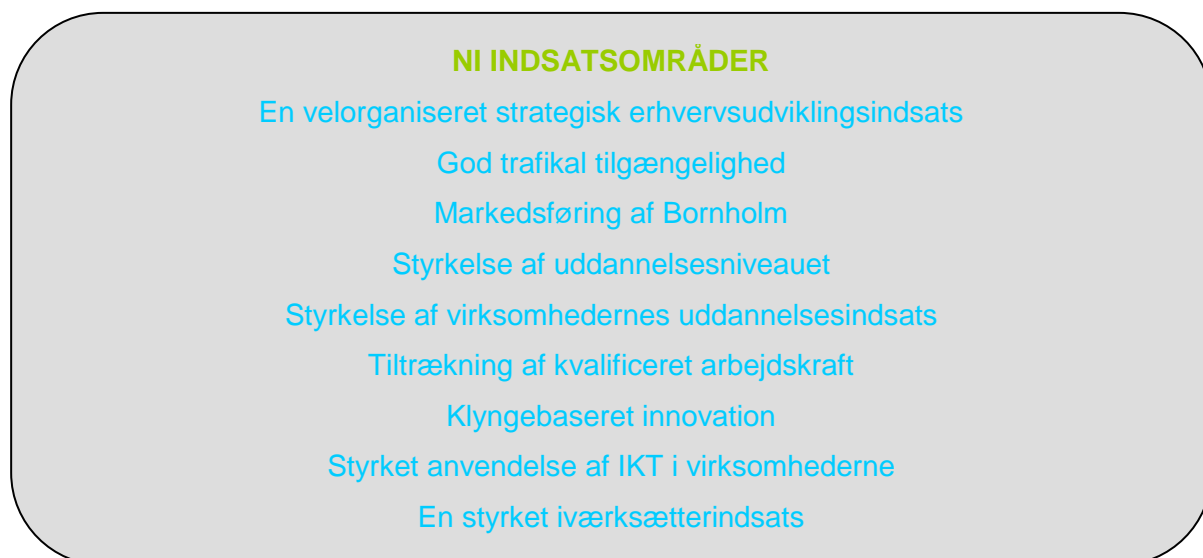 NI INDSATSOMRÅDER
En velorganiseret strategisk erhvervsudviklingsindsats
God trafikal tilgængelighed
Markedsføring af Bornholm
Styrkelse af uddannelsesniveauet
Styrkelse af virksomhedernes uddannelsesindsats
Tiltrækning af kvalificeret arbejdskraft
Klyngebaseret innovation
Styrket anvendelse af IKT i virksomhederne
En styrket iværksætterindsats